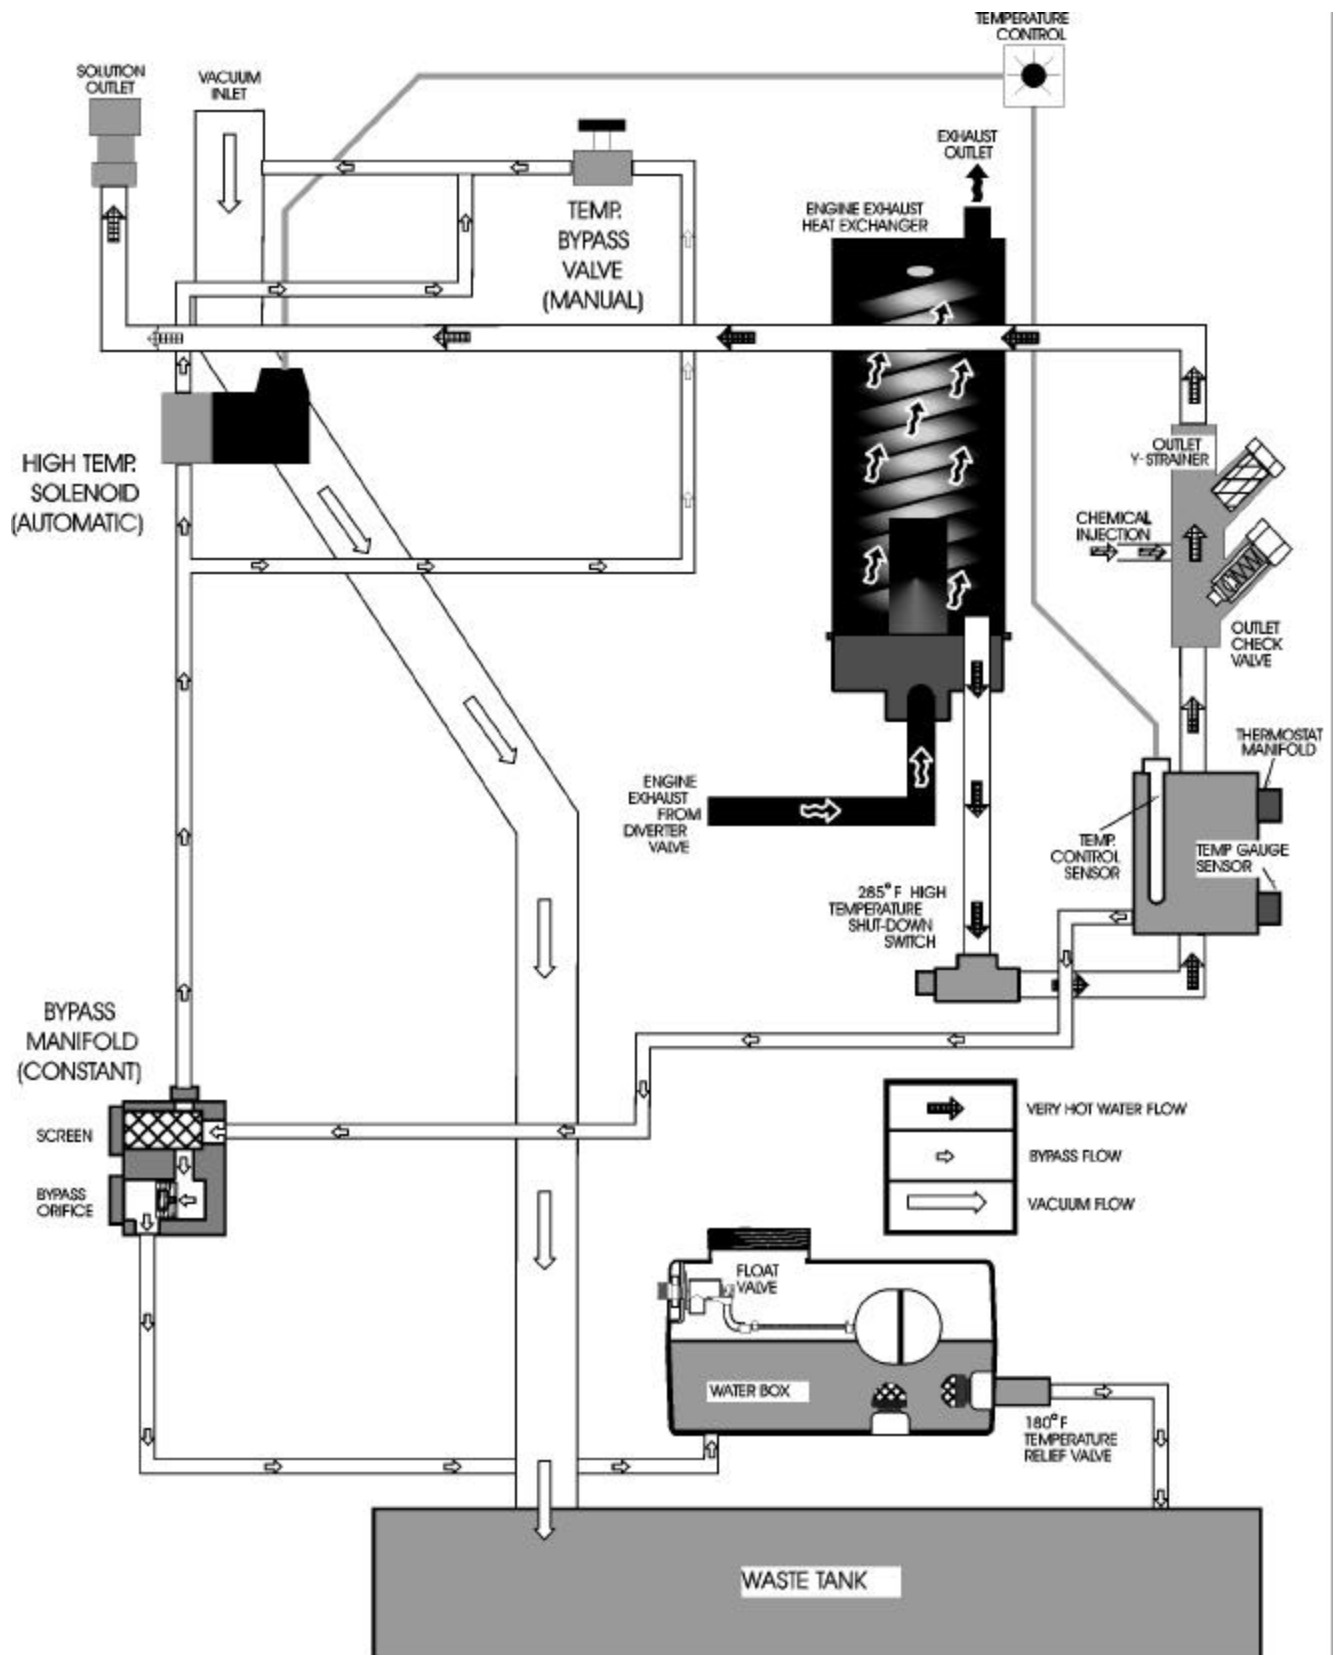 TEMPERATURE
CONTROL
SOLUTION
OUTLET
VACUUM
INLET
EXHAUST
OUTLET
ENGINE EXHAUST
HEAT EXCHANGER
TEMP.
BYPASS
VALVE
(MANUAL)
HIGH TEMP.
SOLENOID
(AUTOMATIC)
OUTLET
Y-STRAINER
CHEMICAL
INJECTION
OUTLET
CHECK
VALVE
THERMOSTAT
MANIFOLD
ENGINE
EXHAUST
FROM
DIVERTER
VALVE
TEMP.
CONTROL
SENSOR
TEMP GAUGE
SENSOR
285°F HIGH
TEMPERATURE
SHUT-DOWN
SWITCH
BYPASS
MANIFOLD
(CONSTANT)
SCREEN
BYPASS
ORIFICE
VERY HOT WATER FLOW
BYPASS FLOW
VACUUM FLOW
FLOAT
VALVE
WATER BOX
180°F
TEMPERATURE
RELIEF VALVE
WASTE TANK